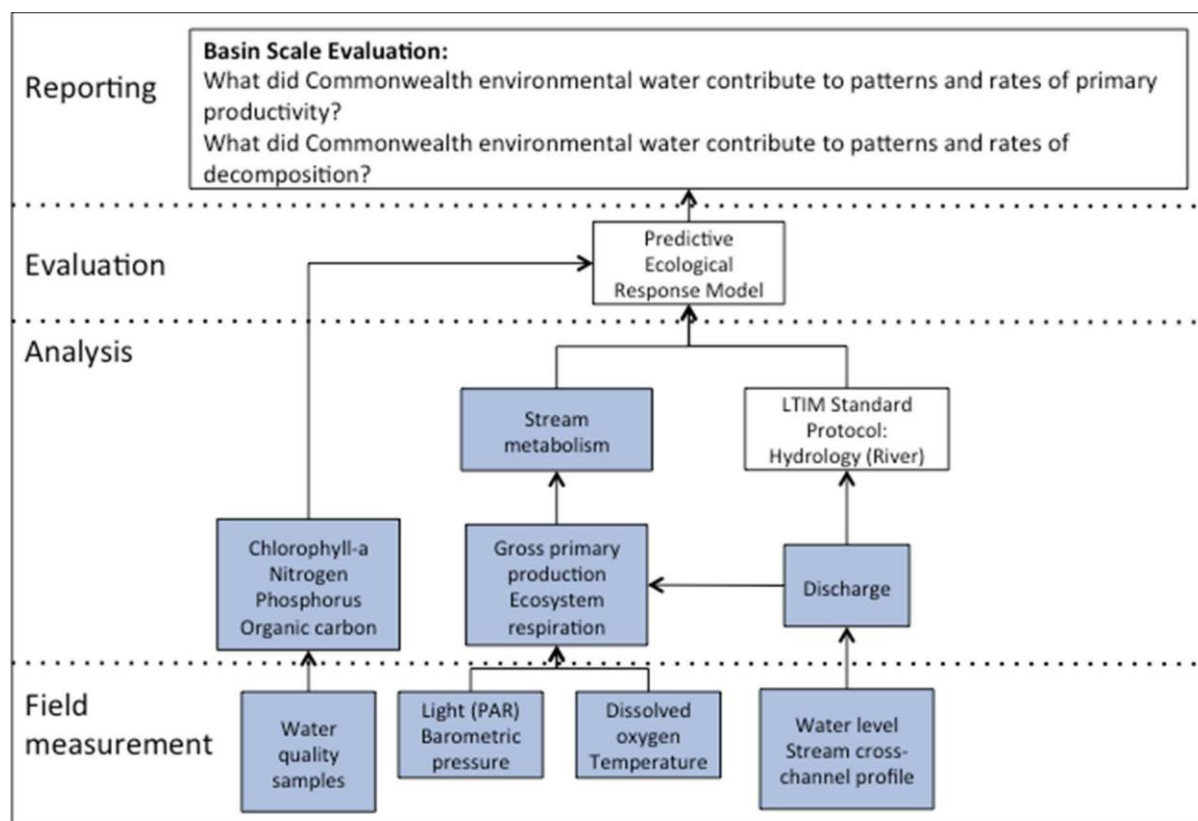 Reporting
Basin Scale Evaluation:
What did Commonwealth environmental water contribute to patterns and rates of primary
productivity?
What did Commonwealth environmental water contribute to patterns and rates of
decomposition?
Evaluation
Predictive
Ecological
Response Model
Analysis
Stream
metabolism
LTIM Standard
Protocol:
Hydrology (River)
Chlorophyll-a
Nitrogen
Phosphorus
Organic carbon
Gross primary
production
Ecosystem
respiration
Discharge
Field
measurement
Water
quality
samples
Light (PAR)
Barometric
pressure
Dissolved
oxygen
Temperature
Water level
Stream cross-
channel profile